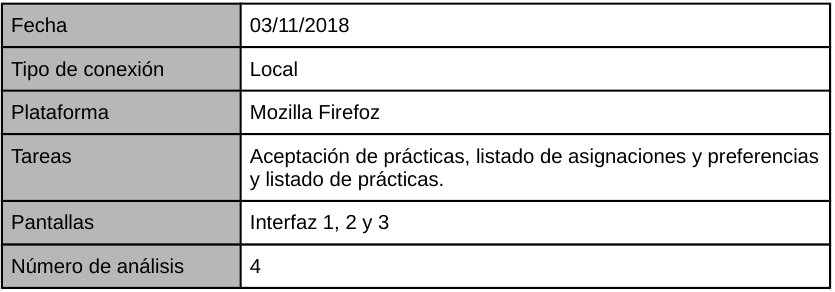 Fecha 03/11/2018
Tipo de conexión Local
Plataforma Mozilla Firefoz
Tareas Aceptación de prácticas, listado de asignaciones y preferencias
y listado de prácticas.
Pantallas Interfaz 1, 2 y 3
Número de análisis 4